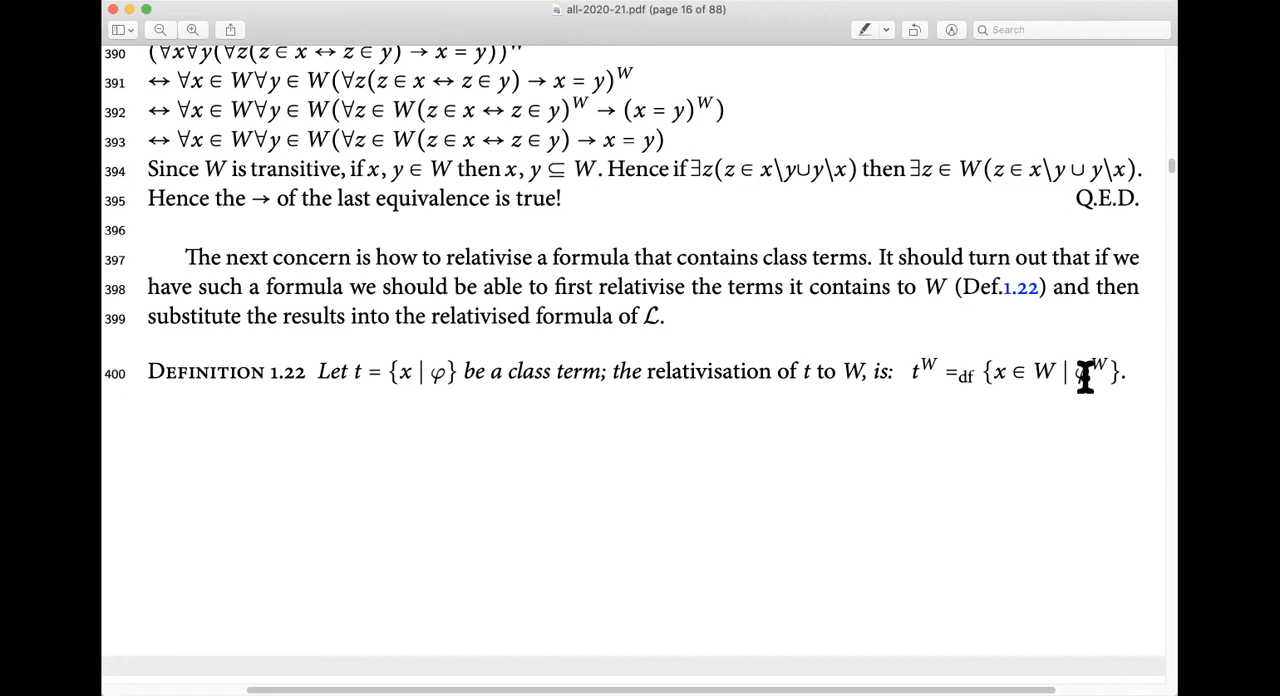 all-2020-21.pdf (page 16 of 88)
Search
390 (∀x∀y(∀z(z ∈ x ↔ z ∈ y) → x = y))ᵂ
391 ↔ ∀x ∈ W∀y ∈ W(∀z(z ∈ x ↔ z ∈ y) → x = y)ᵂ
392 ↔ ∀x ∈ W∀y ∈ W(∀z ∈ W(z ∈ x ↔ z ∈ y)ᵂ → (x = y)ᵂ)
393 ↔ ∀x ∈ W∀y ∈ W(∀z ∈ W(z ∈ x ↔ z ∈ y) → x = y)
394 Since W is transitive, if x, y ∈ W then x, y ⊆ W. Hence if ∃z(z ∈ x\y∪y\x) then ∃z ∈ W(z ∈ x\y ∪ y\x).
395 Hence the → of the last equivalence is true! Q.E.D.
396
397 The next concern is how to relativise a formula that contains class terms. It should turn out that if we
398 have such a formula we should be able to first relativise the terms it contains to W (Def.1.22) and then
399 substitute the results into the relativised formula of ℒ.
400 DEFINITION 1.22 Let t = {x | φ} be a class term; the relativisation of t to W, is: tᵂ =df {x ∈ W | φᵂ}.